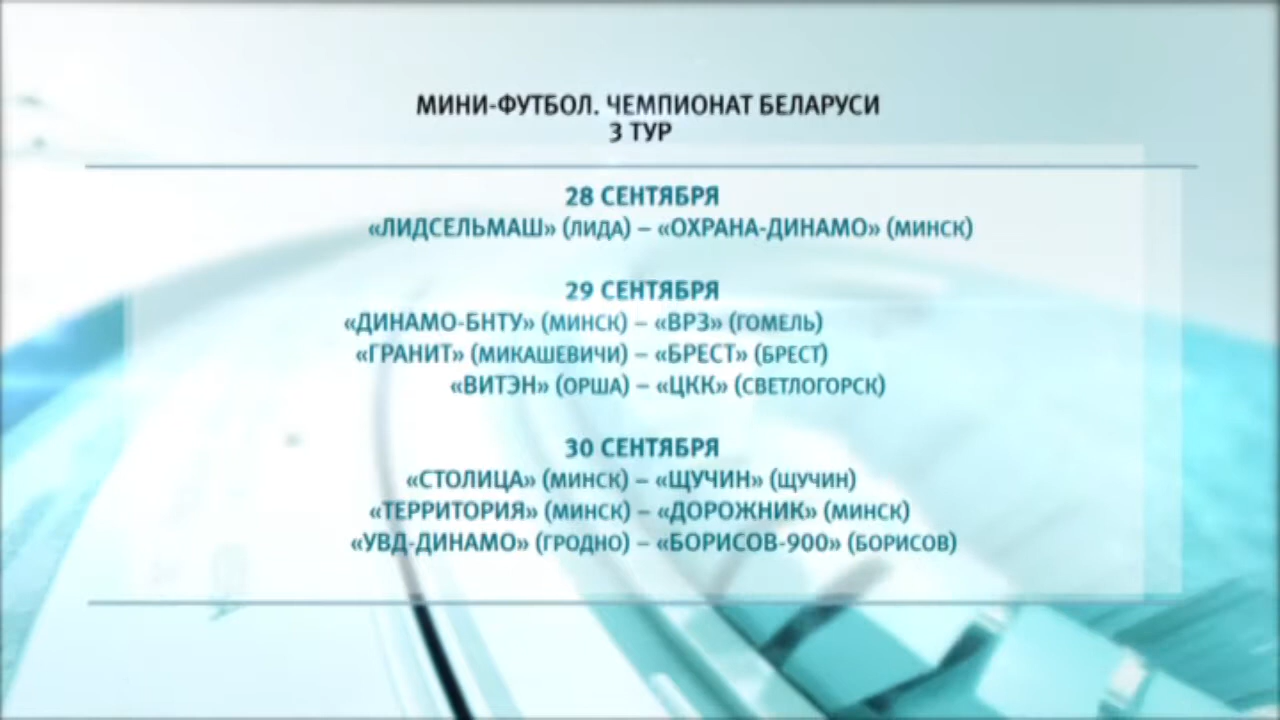 МИНИ-ФУТБОЛ. ЧЕМПИОНАТ БЕЛАРУСИ
3 ТУР
28 СЕНТЯБРЯ
«ЛИДСЕЛЬМАШ» (ЛИДА) – «ОХРАНА-ДИНАМО» (МИНСК)
29 СЕНТЯБРЯ
«ДИНАМО-БНТУ» (МИНСК) – «ВРЗ» (ГОМЕЛЬ)
«ГРАНИТ» (МИКАШЕВИЧИ) – «БРЕСТ» (БРЕСТ)
«ВИТЭН» (ОРША) – «ЦКК» (СВЕТЛОГОРСК)
30 СЕНТЯБРЯ
«СТОЛИЦА» (МИНСК) – «ЩУЧИН» (ЩУЧИН)
«ТЕРРИТОРИЯ» (МИНСК) – «ДОРОЖНИК» (МИНСК)
«УВД-ДИНАМО» (ГРОДНО) – «БОРИСОВ-900» (БОРИСОВ)